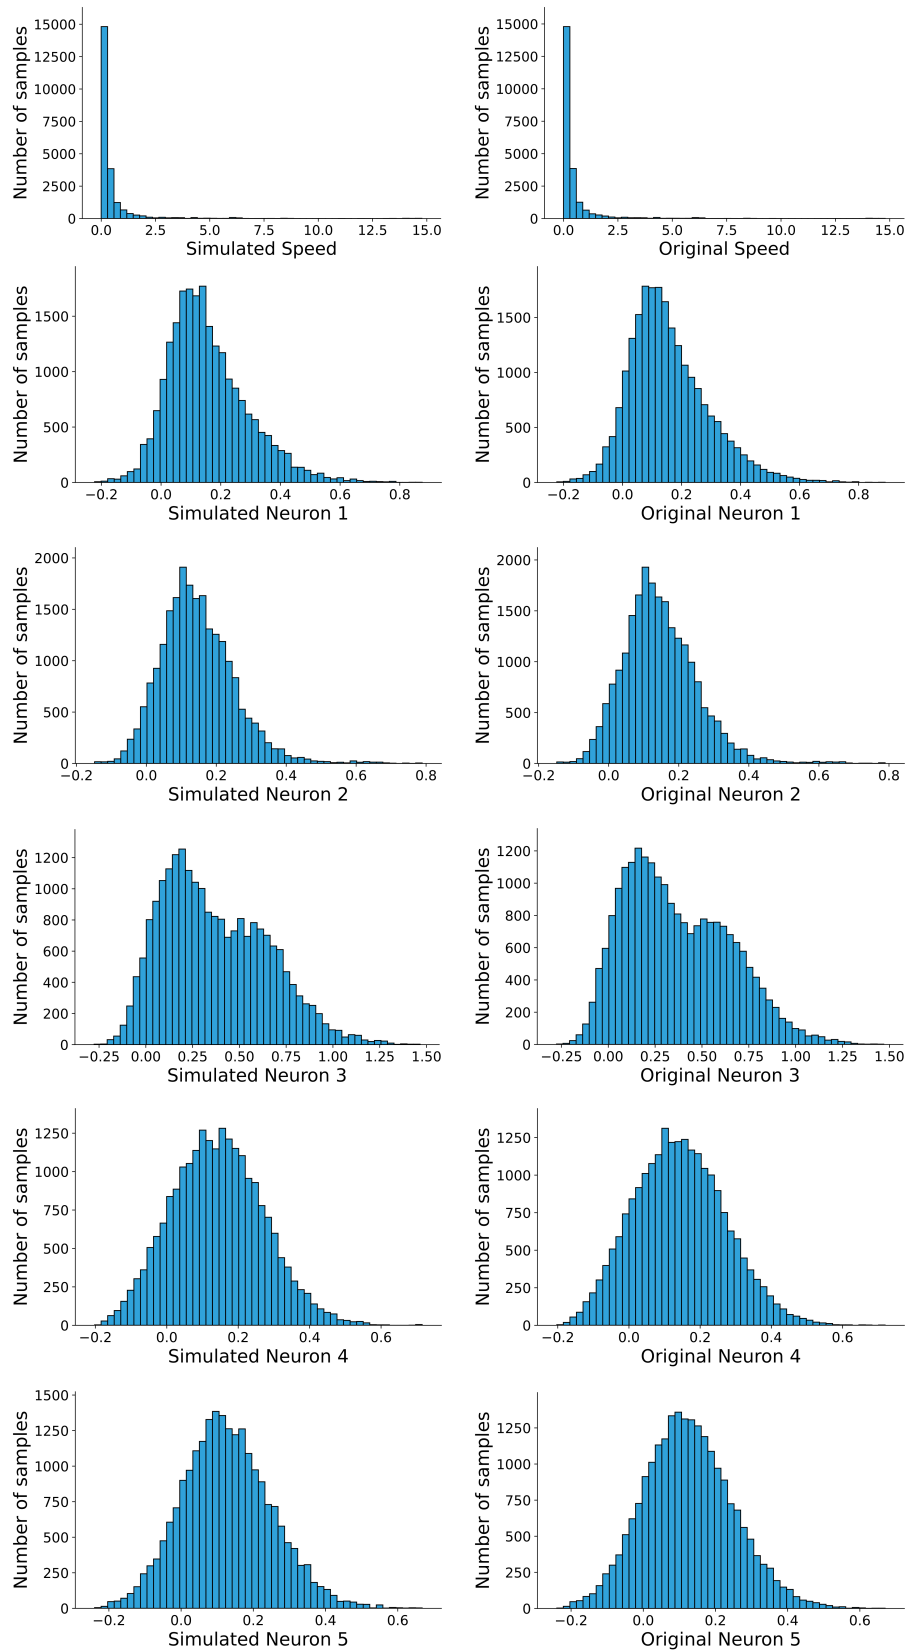 Number of samples
15000
12500
10000
7500
5000
2500
0
0.0 2.5 5.0 7.5 10.0 12.5 15.0
Simulated Speed
Number of samples
15000
12500
10000
7500
5000
2500
0
0.0 2.5 5.0 7.5 10.0 12.5 15.0
Original Speed
Number of samples
1500
1000
500
0
−0.2 0.0 0.2 0.4 0.6 0.8
Simulated Neuron 1
Number of samples
1500
1000
500
0
−0.2 0.0 0.2 0.4 0.6 0.8
Original Neuron 1
Number of samples
2000
1500
1000
500
0
−0.2 0.0 0.2 0.4 0.6 0.8
Simulated Neuron 2
Number of samples
2000
1500
1000
500
0
−0.2 0.0 0.2 0.4 0.6 0.8
Original Neuron 2
Number of samples
1200
1000
800
600
400
200
0
−0.25 0.00 0.25 0.50 0.75 1.00 1.25 1.50
Simulated Neuron 3
Number of samples
1200
1000
800
600
400
200
0
−0.25 0.00 0.25 0.50 0.75 1.00 1.25 1.50
Original Neuron 3
Number of samples
1250
1000
750
500
250
0
−0.2 0.0 0.2 0.4 0.6
Simulated Neuron 4
Number of samples
1250
1000
750
500
250
0
−0.2 0.0 0.2 0.4 0.6
Original Neuron 4
Number of samples
1500
1250
1000
750
500
250
0
−0.2 0.0 0.2 0.4 0.6
Simulated Neuron 5
Number of samples
1250
1000
750
500
250
0
−0.2 0.0 0.2 0.4 0.6
Original Neuron 5